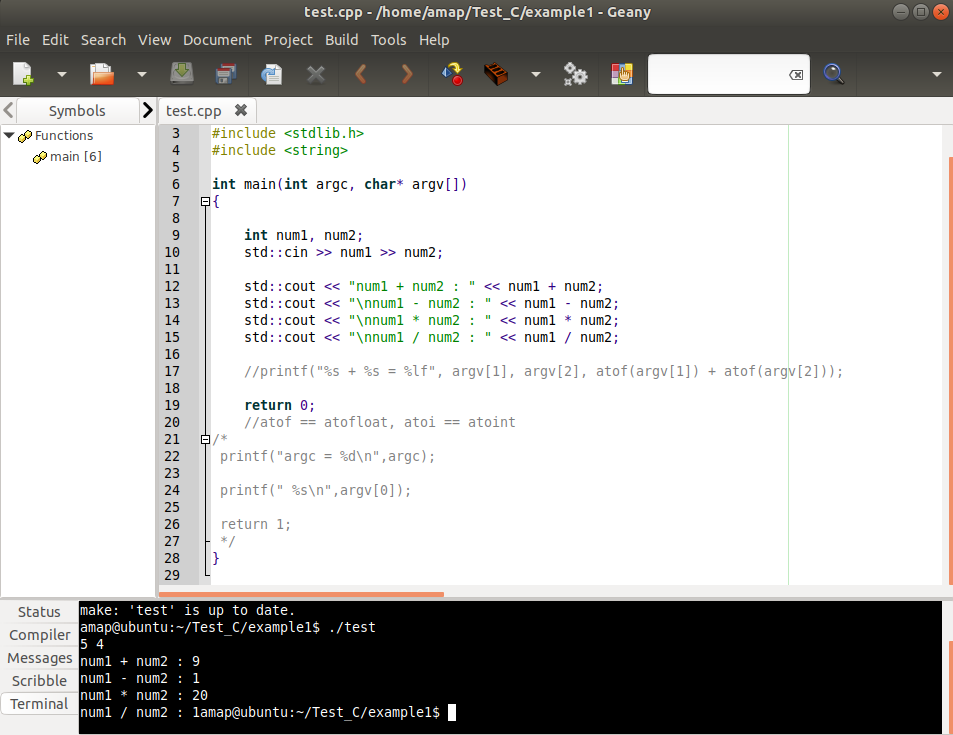 test.cpp - /home/amap/Test_C/example1 - Geany
File Edit Search View Document Project Build Tools Help
Symbols
test.cpp
Functions
main [6]
3 #include <stdlib.h>
4 #include <string>
5
6 int main(int argc, char* argv[])
7 {
8
9 int num1, num2;
10 std::cin >> num1 >> num2;
11
12 std::cout << "num1 + num2 : " << num1 + num2;
13 std::cout << "\nnum1 - num2 : " << num1 - num2;
14 std::cout << "\nnum1 * num2 : " << num1 * num2;
15 std::cout << "\nnum1 / num2 : " << num1 / num2;
16
17 //printf("%s + %s = %lf", argv[1], argv[2], atof(argv[1]) + atof(argv[2]));
18
19 return 0;
20 //atof == atofloat, atoi == atoint
21 /*
22 printf("argc = %d\n",argc);
23
24 printf(" %s\n",argv[0]);
25
26 return 1;
27 */
28 }
29
Status
Compiler
Messages
Scribble
Terminal
make: 'test' is up to date.
amap@ubuntu:~/Test_C/example1$ ./test
5 4
num1 + num2 : 9
num1 - num2 : 1
num1 * num2 : 20
num1 / num2 : 1amap@ubuntu:~/Test_C/example1$